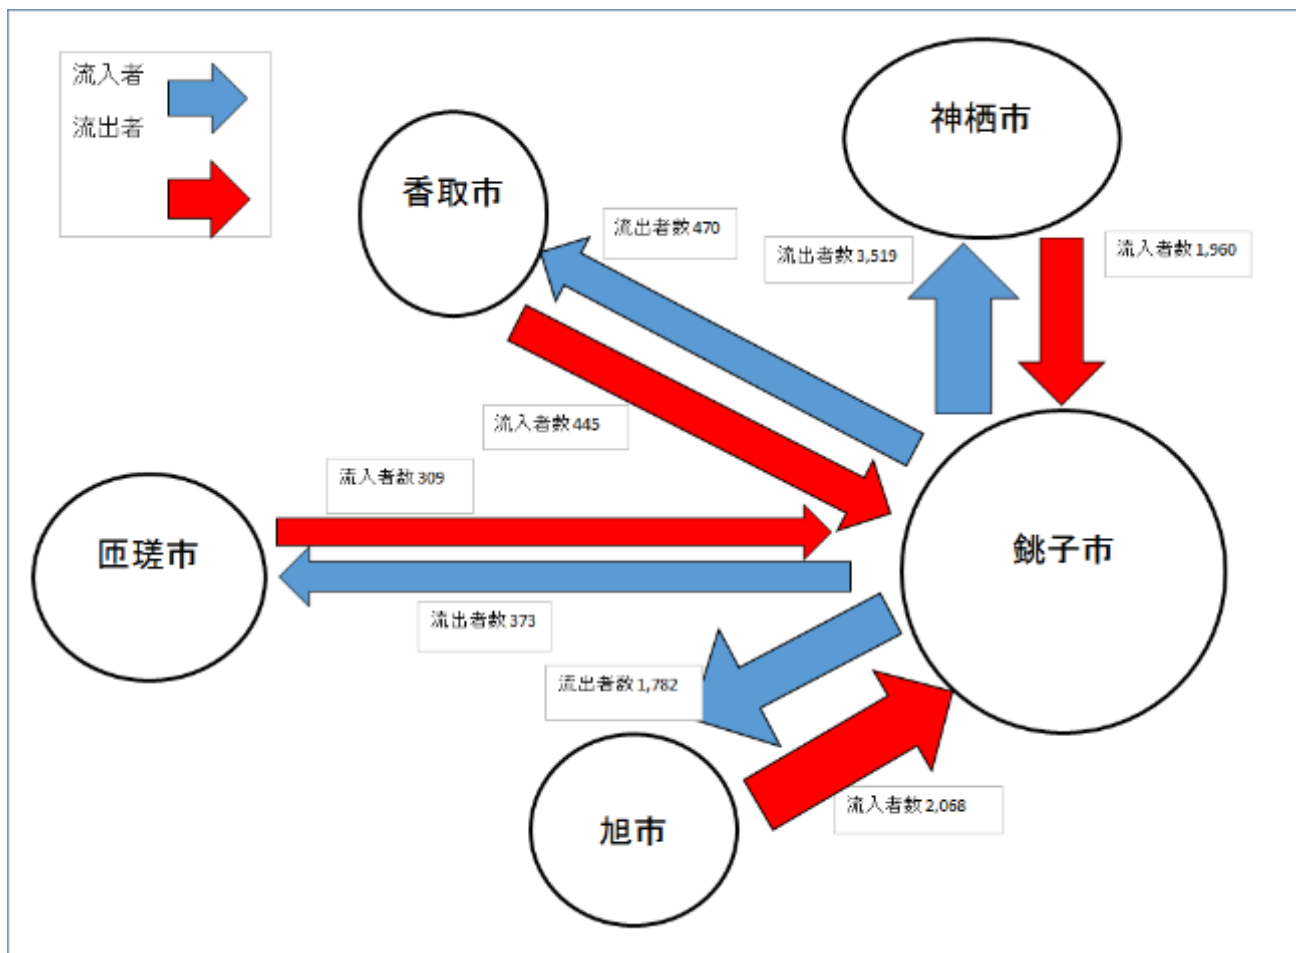 流入者
流出者
神栖市
香取市
流出者数470
流出者数3,519
流入者数1,960
流入者数445
流入者数309
匝瑳市
銚子市
流出者数373
流出者数1,782
流入者数2,068
旭市